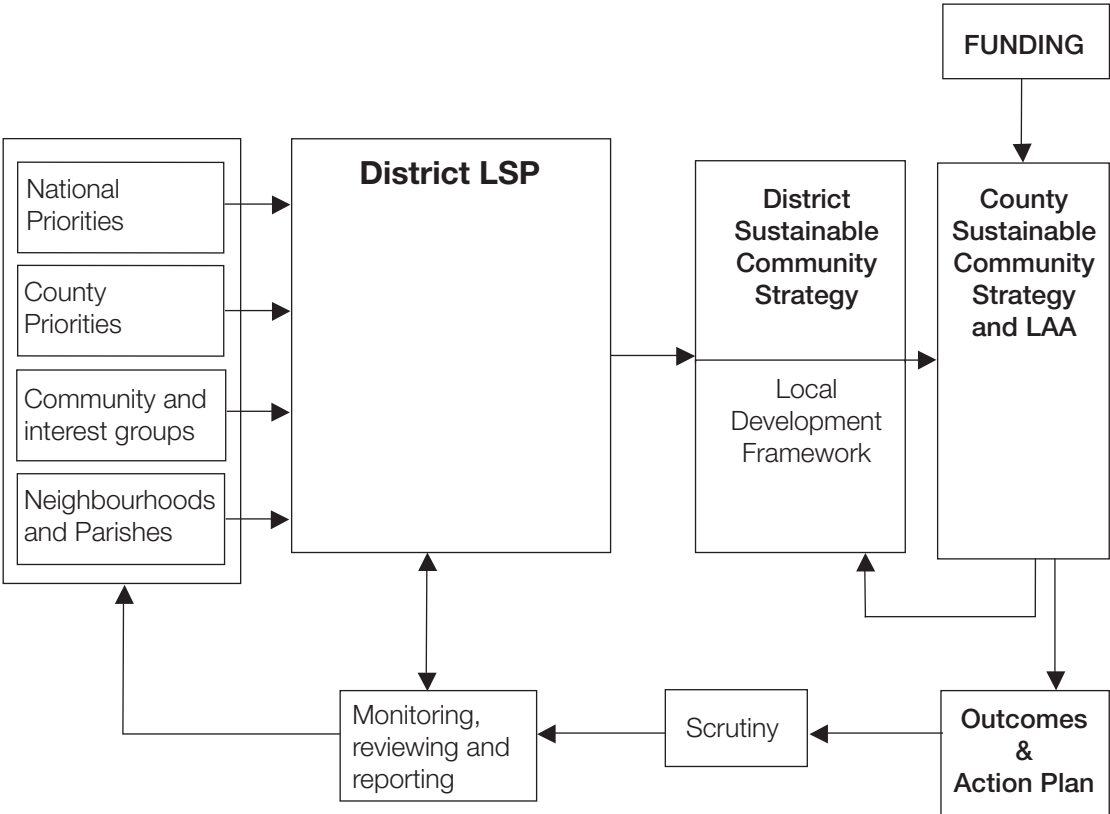 FUNDING
National
Priorities
County
Priorities
Community and
interest groups
Neighbourhoods
and Parishes
District LSP
District
Sustainable
Community
Strategy
Local
Development
Framework
County
Sustainable
Community
Strategy
and LAA
Monitoring,
reviewing and
reporting
Scrutiny
Outcomes
&
Action Plan